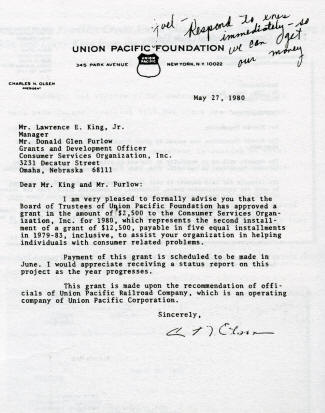 Joel - Respond to ones
immediately - so
we can get
our money
UNION PACIFIC FOUNDATION
345 PARK AVENUE
UNION
PACIFIC
NEW YORK, N Y 10022
CHARLES N. OLSEN
PRESIDENT
May 27, 1980
Mr. Lawrence E. King, Jr.
Manager
Mr. Donald Glen Furlow
Grants and Development Officer
Consumer Services Organization, Inc.
3231 Decatur Street
Omaha, Nebraska 68111
Dear Mr. King and Mr. Furlow:
I am very pleased to formally advise you that the
Board of Trustees of Union Pacific Foundation has approved a
grant in the amount of $2,500 to the Consumer Services Organ-
ization, Inc. for 1980, which represents the second install-
ment of a grant of $12,500, payable in five equal installments
in 1979-83, inclusive, to assist your organization in helping
individuals with consumer related problems.
Payment of this grant is scheduled to be made in
June. I would appreciate receiving a status report on this
project as the year progresses.
This grant is made upon the recommendation of offi-
cials of Union Pacific Railroad Company, which is an operating
company of Union Pacific Corporation.
Sincerely,
C N Olsen